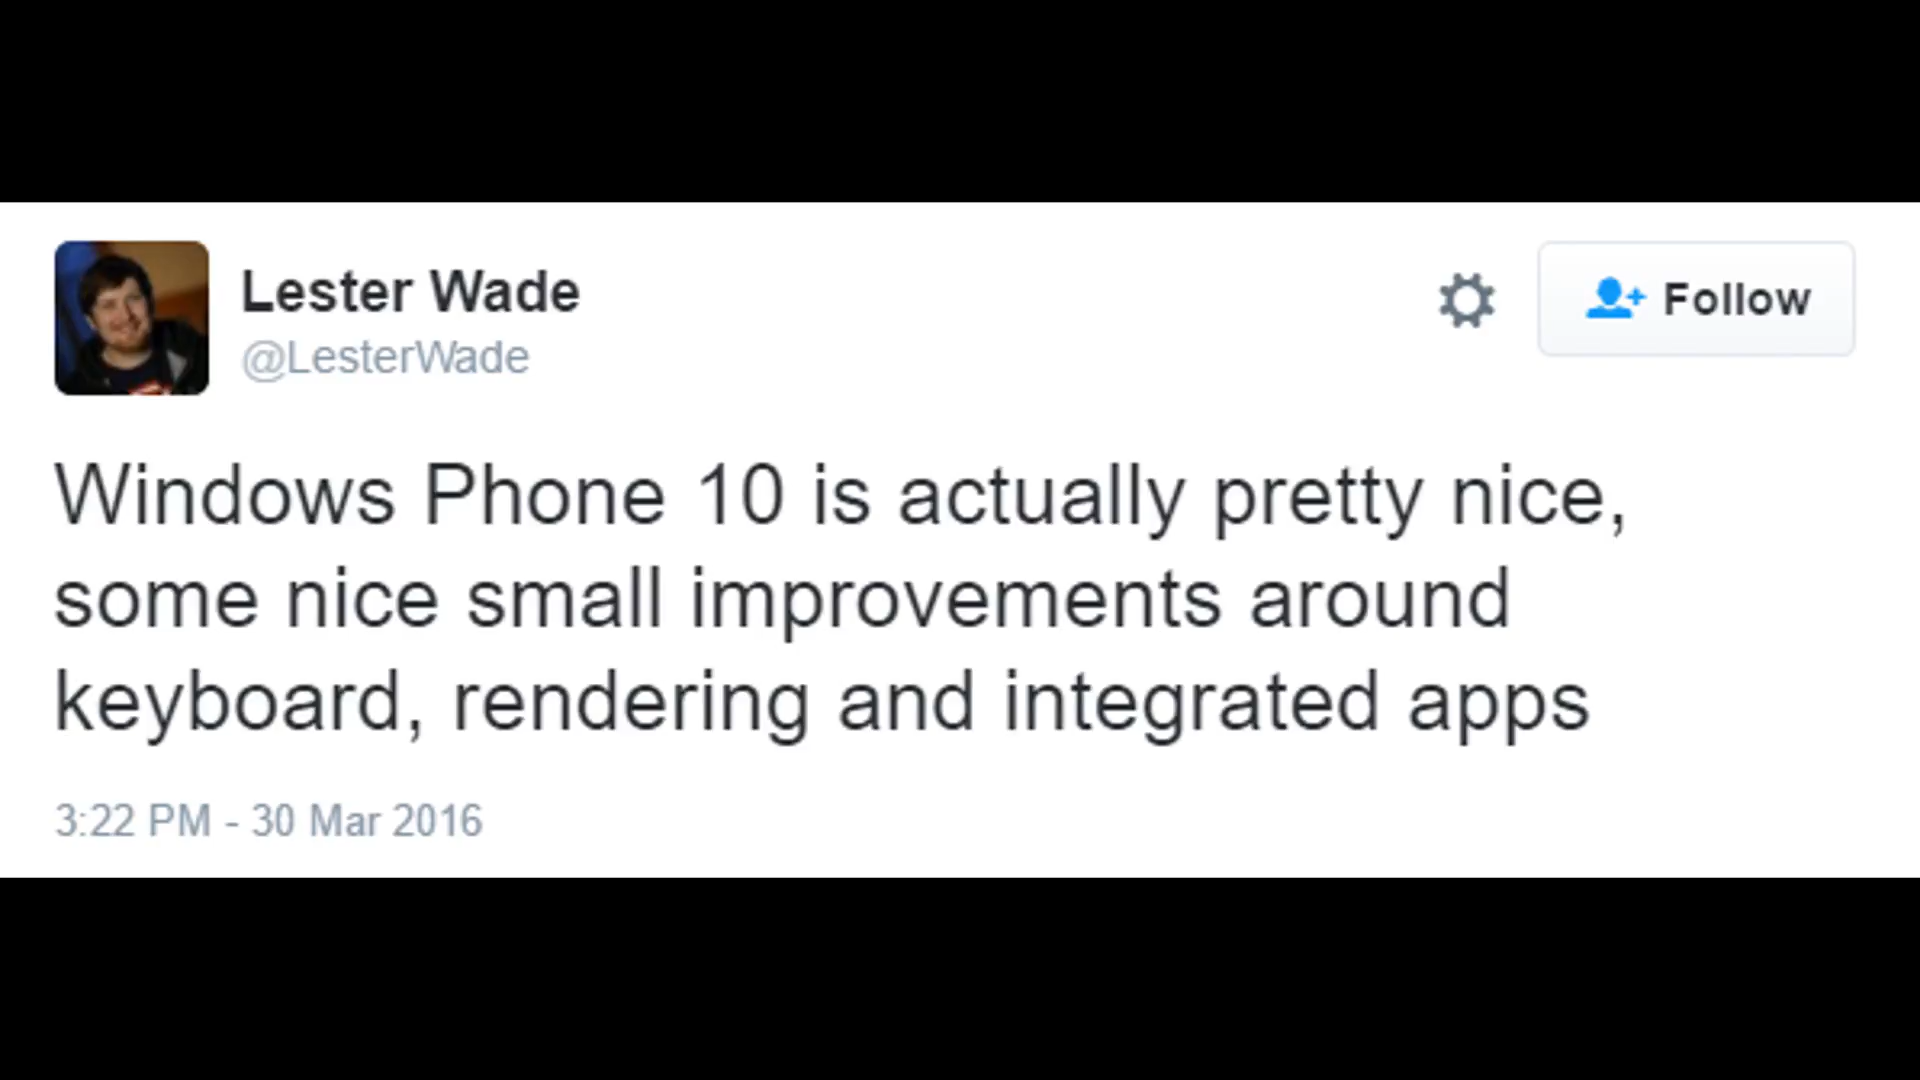 Lester Wade
@LesterWade
Follow
Windows Phone 10 is actually pretty nice,
some nice small improvements around
keyboard, rendering and integrated apps
3:22 PM - 30 Mar 2016